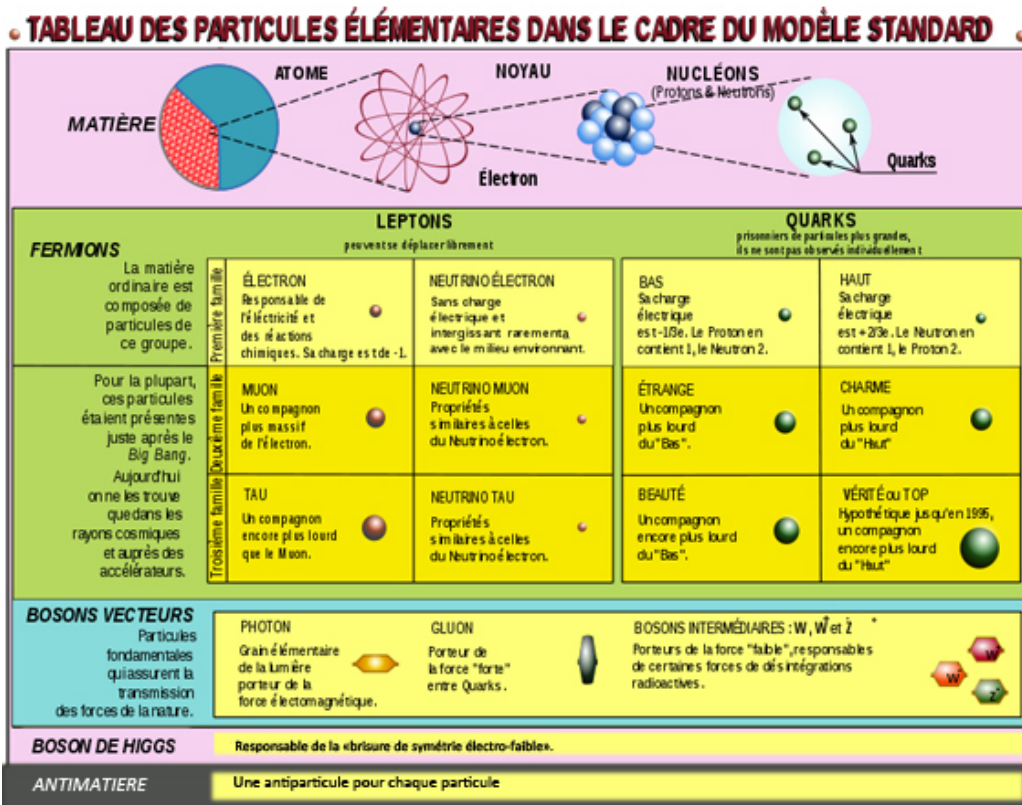 TABLEAU DES PARTICULES ÉLÉMENTAIRES DANS LE CADRE DU MODÈLE STANDARD
MATIÈRE
ATOME
NOYAU
Électron
NUCLÉONS
(Protons & Neutrons)
Quarks
FERMIONS
La matière
ordinaire est
composée de
particules de
ce groupe.
LEPTONS
peuvent se déplacer librement
QUARKS
prisonniers de particules plus grandes,
ils ne sont pas observés individuellement
Première famille
ÉLECTRON
Responsable de
l'éléctricité et
des réactions
chimiques. Sa charge est de -1.
NEUTRINO ÉLECTRON
Sans charge
électrique et
intergissant rarementa
avec le milieu environnant.
BAS
Sa charge
électrique
est -1/3e. Le Proton en
contient 1, le Neutron 2.
HAUT
Sa charge
électrique
est +2/3e. Le Neutron en
contient 1, le Proton 2.
Pour la plupart,
ces particules
étaient présentes
juste après le
Big Bang.
Aujourd'hui
on ne les trouve
que dans les
rayons cosmiques
et auprès des
accélérateurs.
Deuxième famille
MUON
Un compagnon
plus massif
de l'électron.
NEUTRINO MUON
Propriétés
similaires à celles
du Neutrino électron.
ÉTRANGE
Un compagnon
plus lourd
du "Bas".
CHARME
Un compagnon
plus lourd
du "Haut"
Troisième famille
TAU
Un compagnon
encore plus lourd
que le Muon.
NEUTRINO TAU
Propriétés
similaires à celles
du Neutrino électron.
BEAUTÉ
Un compagnon
encore plus lourd
du "Bas".
VÉRITÉ ou TOP
Hypothétique jusqu'en 1995,
un compagnon
encore plus lourd
du "Haut"
BOSONS VECTEURS
Particules
fondamentales
qui assurent la
transmission
des forces de la nature.
PHOTON
Grain élémentaire
de la lumière
porteur de la
force électomagnétique.
GLUON
Porteur de
la force "forte"
entre Quarks.
BOSONS INTERMÉDIAIRES : W, W et Z
Porteurs de la force "faible", responsables
de certaines forces de désintégrations
radioactives.
W
W
Z
BOSON DE HIGGS
Responsable de la «brisure de symétrie électro-faible».
ANTIMATIERE
Une antiparticule pour chaque particule